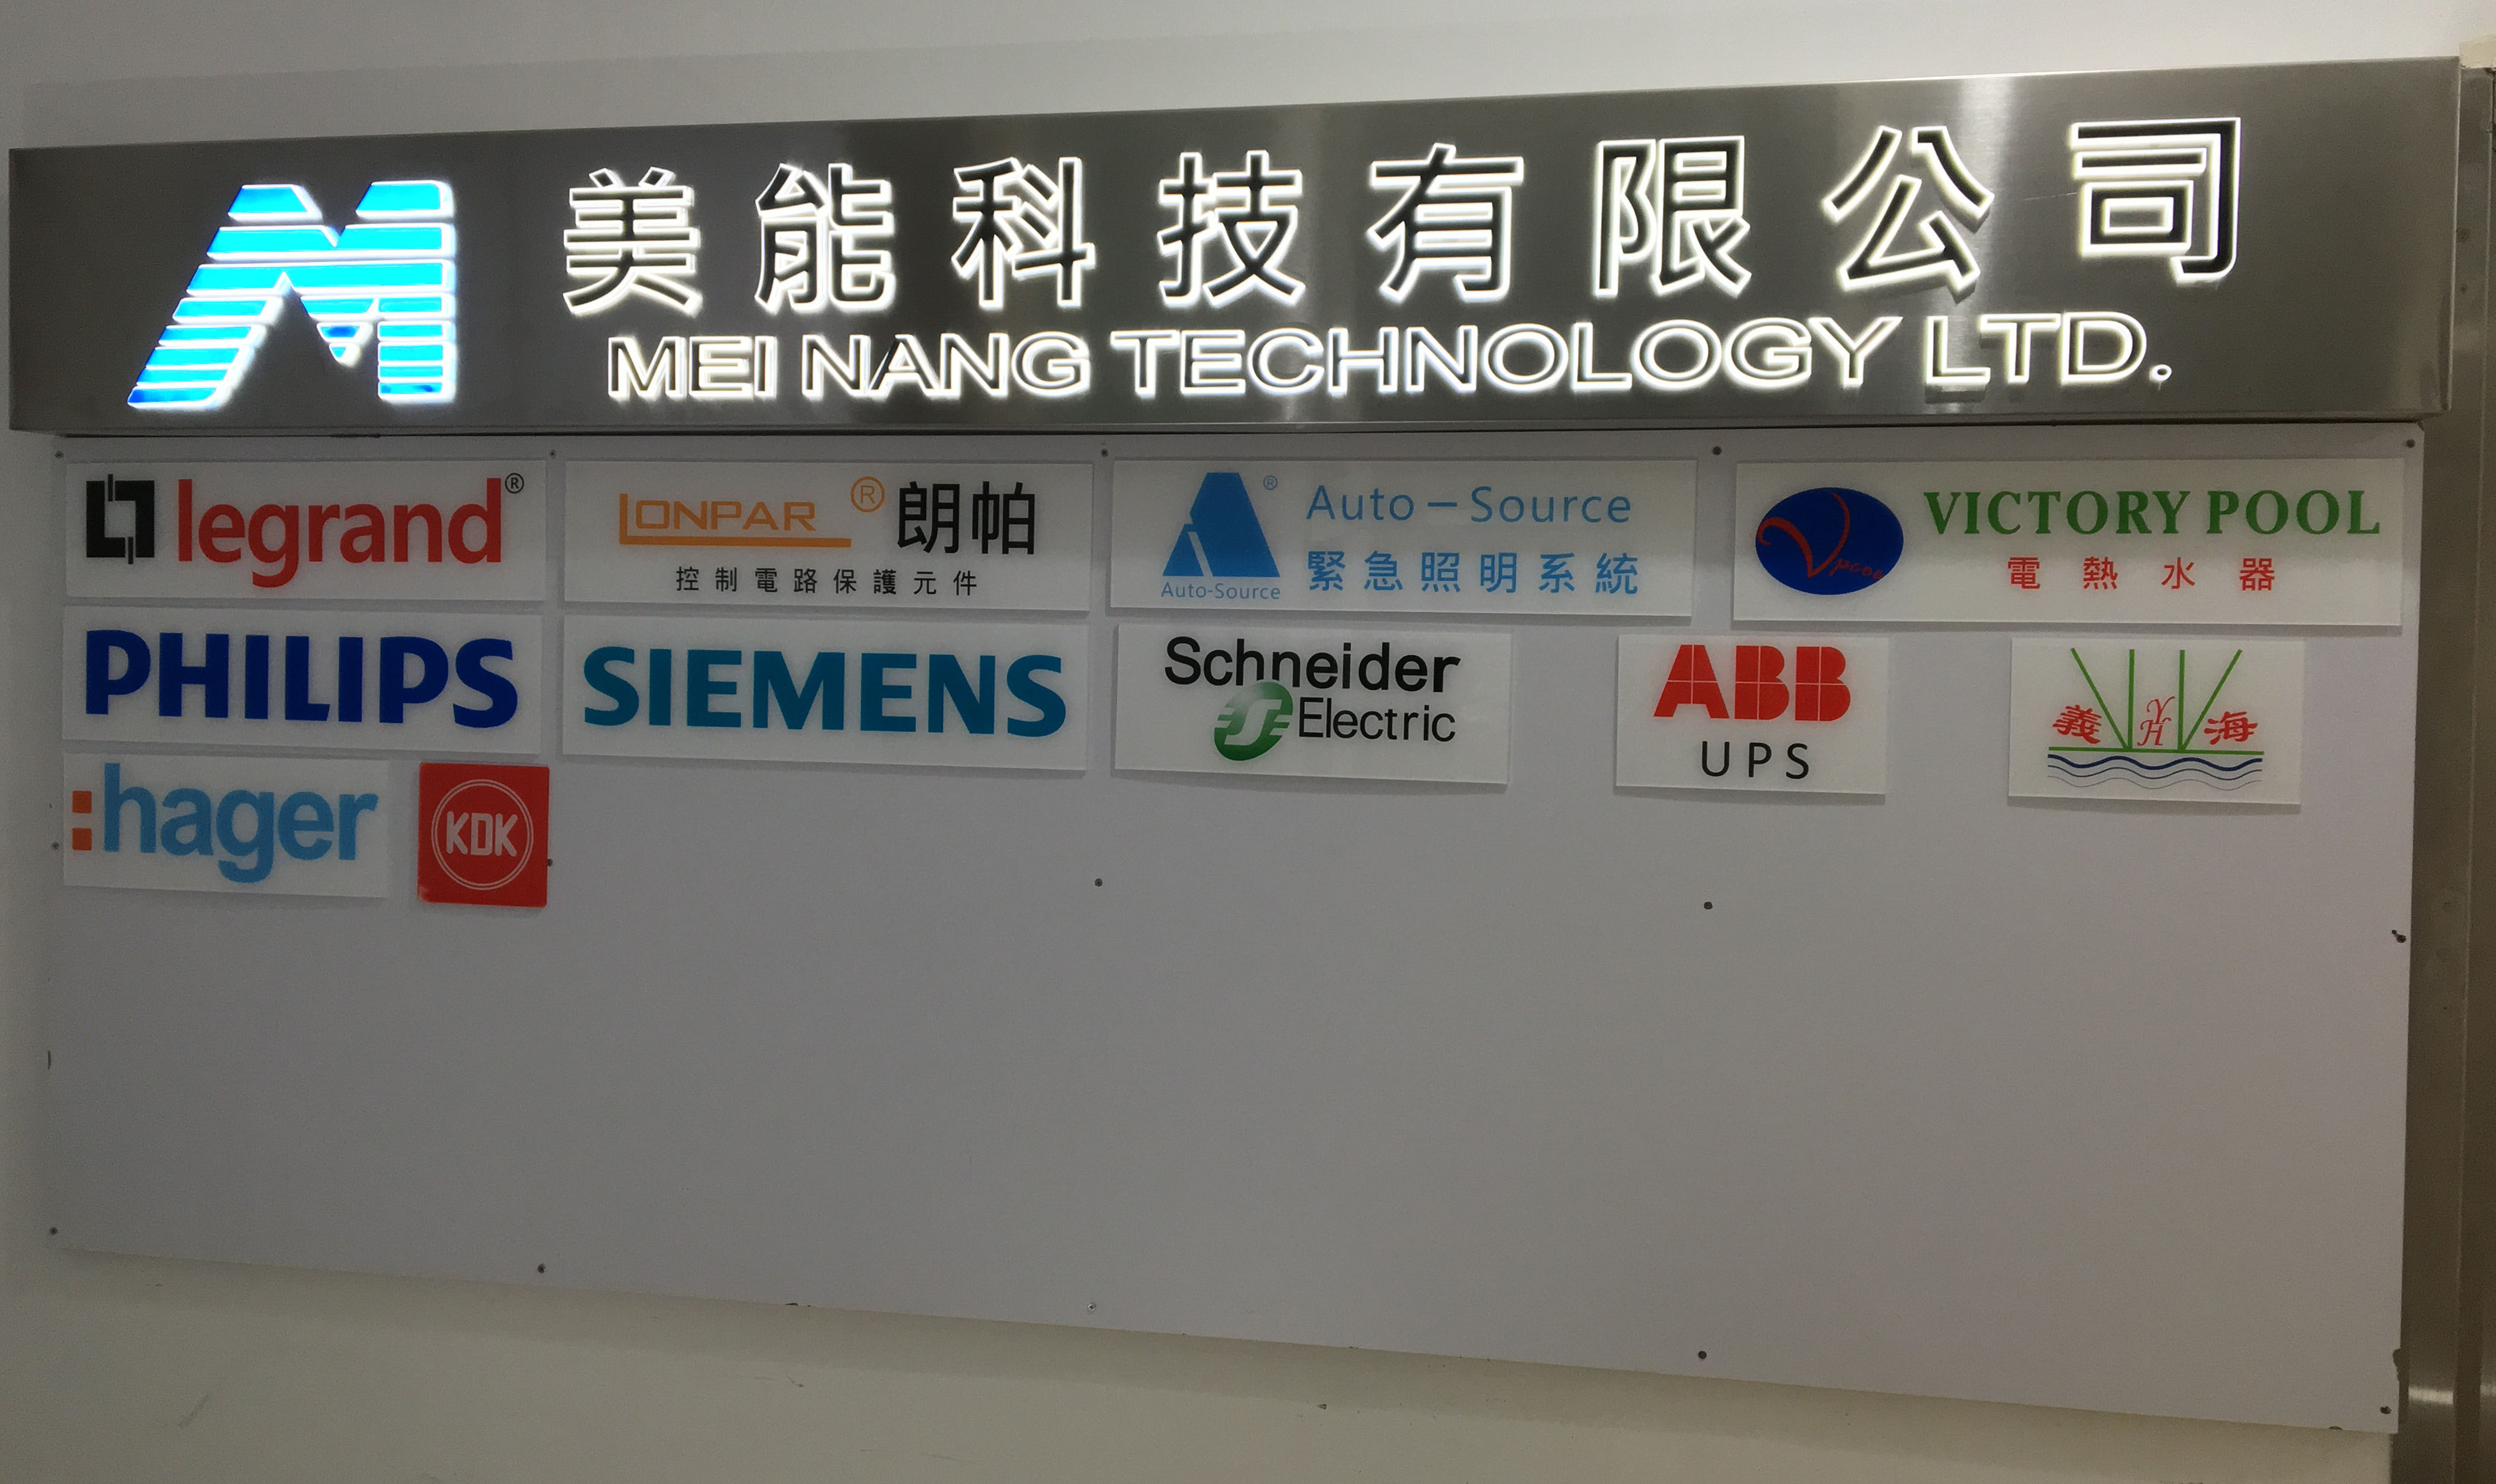 美能科技有限公司
MEI NANG TECHNOLOGY LTD.
legrand®
LONPAR® 朗帕
控制電路保護元件
®
Auto-Source
Auto-Source
緊急照明系統
VICTORY POOL
電熱水器
PHILIPS
SIEMENS
Schneider
Electric
ABB
UPS
義 YH 海
:hager
KDK